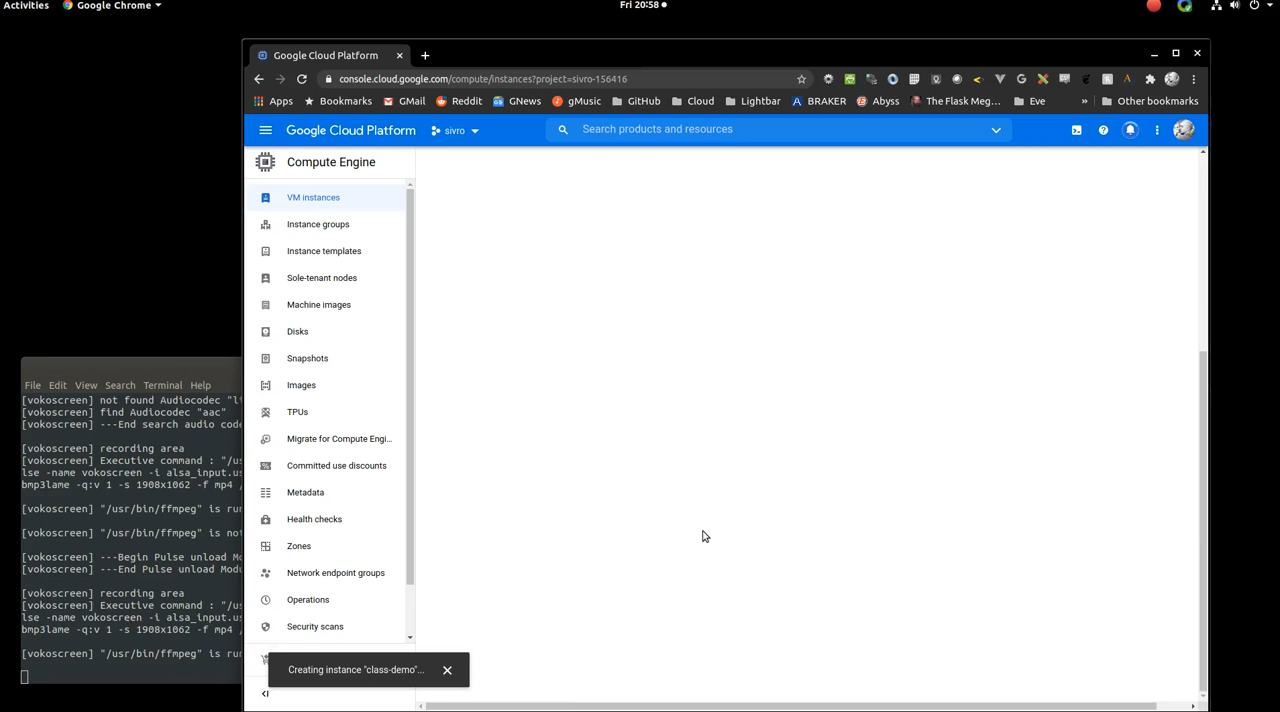 Activities
Google Chrome
Fri 20:58
Google Cloud Platform
console.cloud.google.com/compute/instances?project=sivro-156416
Apps
Bookmarks
GMail
Reddit
GNews
gMusic
GitHub
Cloud
Lightbar
BRAKER
Abyss
The Flask Meg...
Eve
»
Other bookmarks
Google Cloud Platform
sivro
Search products and resources
Compute Engine
VM instances
Instance groups
Instance templates
Sole-tenant nodes
Machine images
Disks
Snapshots
Images
TPUs
Migrate for Compute Engi...
Committed use discounts
Metadata
Health checks
Zones
Network endpoint groups
Operations
Security scans
Creating instance "class-demo"...
File Edit View Search Terminal Help
[vokoscreen] not found Audiocodec "li
[vokoscreen] find Audiocodec "aac"
[vokoscreen] ---End search audio code
[vokoscreen] recording area
[vokoscreen] Executive command : "/us
lse -name vokoscreen -i alsa_input.us
bmp3lame -q:v 1 -s 1908x1062 -f mp4 /
[vokoscreen] "/usr/bin/ffmpeg" is run
[vokoscreen] "/usr/bin/ffmpeg" is not
[vokoscreen] ---Begin Pulse unload Mo
[vokoscreen] ---End Pulse unload Modu
[vokoscreen] recording area
[vokoscreen] Executive command : "/us
lse -name vokoscreen -i alsa_input.us
bmp3lame -q:v 1 -s 1908x1062 -f mp4 /
[vokoscreen] "/usr/bin/ffmpeg" is run